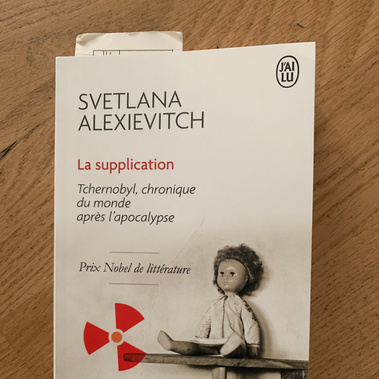 J'AI
LU
SVETLANA
ALEXIEVITCH
La supplication
Tchernobyl, chronique
du monde
après l'apocalypse
Prix Nobel de littérature